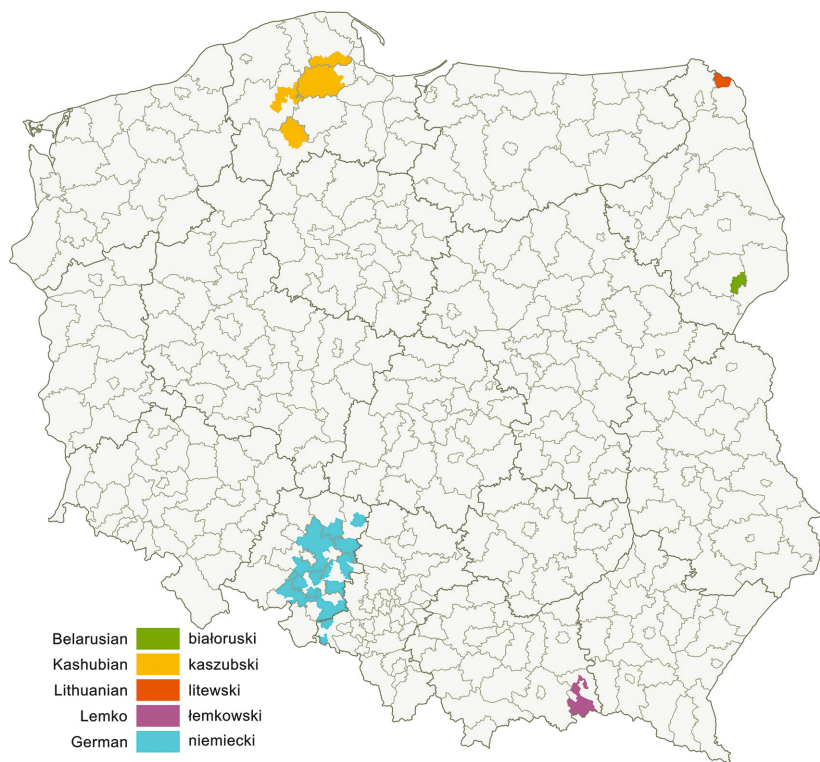 Belarusian białoruski
Kashubian kaszubski
Lithuanian litewski
Lemko łemkowski
German niemiecki